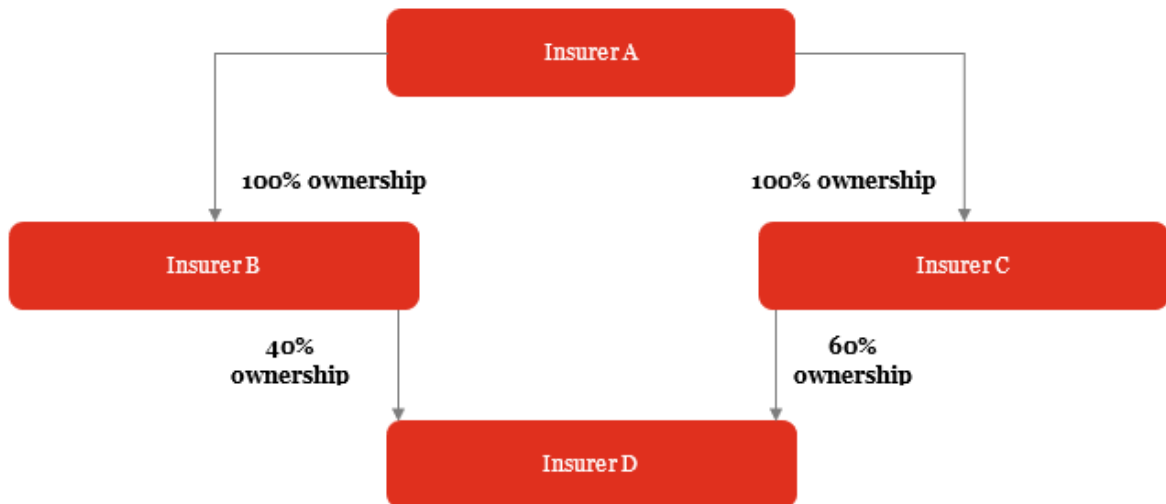 Insurer A
100% ownership
100% ownership
Insurer B
Insurer C
40%
ownership
60%
ownership
Insurer D